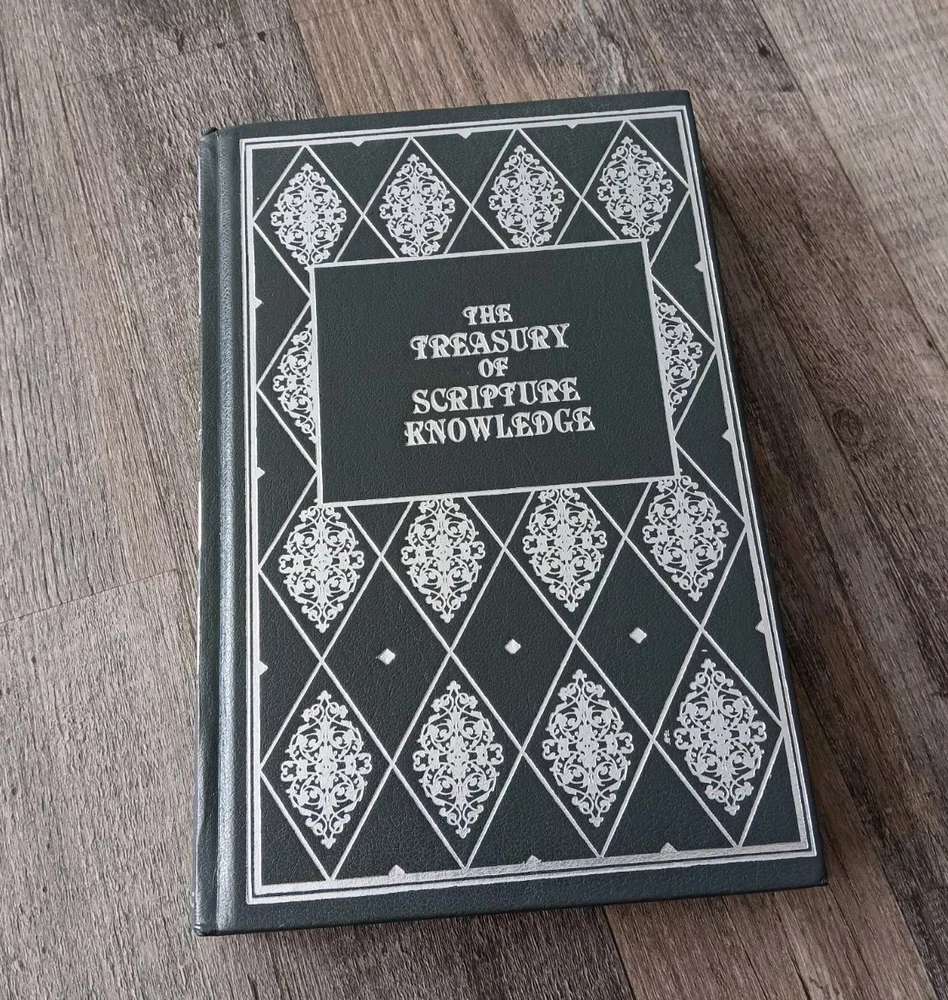 THE
TREASURY
OF
SCRIPTURE
KNOWLEDGE